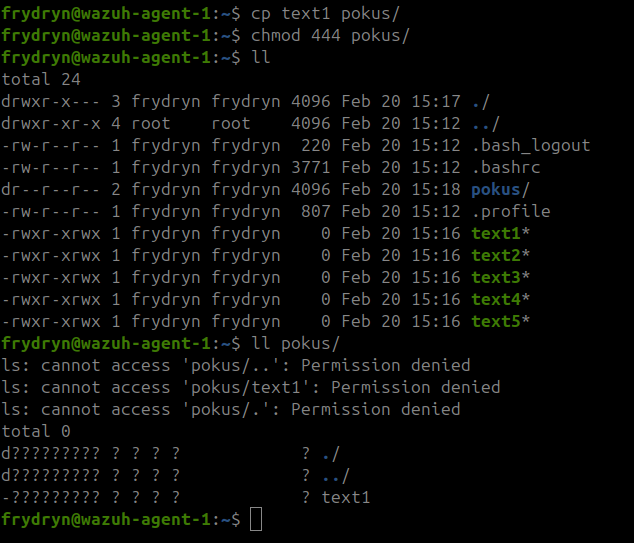 frydryn@wazuh-agent-1:~$ cp text1 pokus/
frydryn@wazuh-agent-1:~$ chmod 444 pokus/
frydryn@wazuh-agent-1:~$ ll
total 24
drwxr-x--- 3 frydryn frydryn 4096 Feb 20 15:17 ./
drwxr-xr-x 4 root    root    4096 Feb 20 15:12 ../
-rw-r--r-- 1 frydryn frydryn  220 Feb 20 15:12 .bash_logout
-rw-r--r-- 1 frydryn frydryn 3771 Feb 20 15:12 .bashrc
dr--r--r-- 2 frydryn frydryn 4096 Feb 20 15:18 pokus/
-rw-r--r-- 1 frydryn frydryn  807 Feb 20 15:12 .profile
-rwxr-xrwx 1 frydryn frydryn    0 Feb 20 15:16 text1*
-rwxr-xrwx 1 frydryn frydryn    0 Feb 20 15:16 text2*
-rwxr-xrwx 1 frydryn frydryn    0 Feb 20 15:16 text3*
-rwxr-xrwx 1 frydryn frydryn    0 Feb 20 15:16 text4*
-rwxr-xrwx 1 frydryn frydryn    0 Feb 20 15:16 text5*
frydryn@wazuh-agent-1:~$ ll pokus/
ls: cannot access 'pokus/..': Permission denied
ls: cannot access 'pokus/text1': Permission denied
ls: cannot access 'pokus/.': Permission denied
total 0
d????????? ? ? ? ?            ? ./
d????????? ? ? ? ?            ? ../
-????????? ? ? ? ?            ? text1
frydryn@wazuh-agent-1:~$